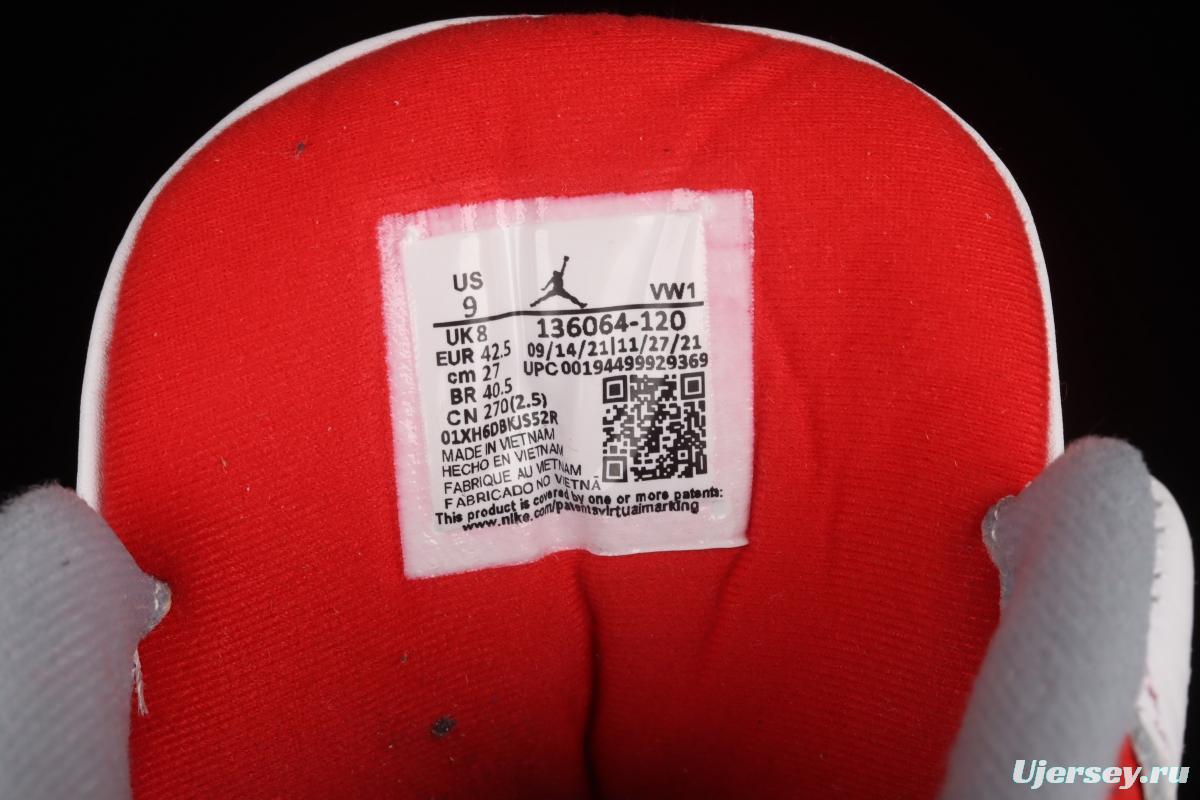 US
9
VW1
UK 8
136064-120
EUR 42.5
09/14/21|11/27/21
cm 27
UPC 00194499929369
BR 40.5
CN 270(2.5)
01XH6DBKJS52R
MADE IN VIETNAM
HECHO EN VIETNAM
FABRIQUE AU VIETNAM
FABRICADO NO VIETNÃ
This product is covered by one or more patents:
www.nike.com/patentsvirtualmarking
Ujersey.ru